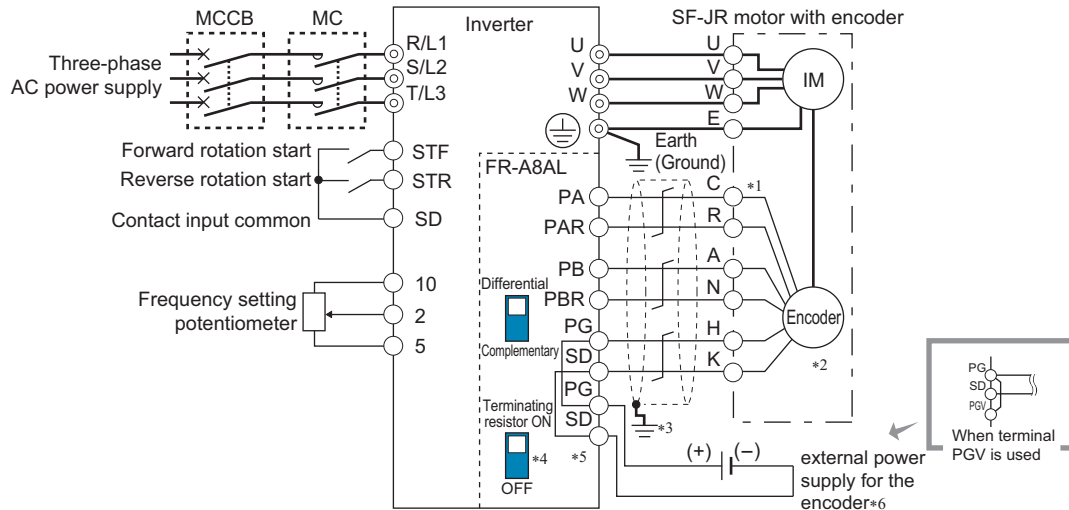 MCCB
MC
Three-phase
AC power supply
R/L1
S/L2
T/L3
Inverter
SF-JR motor with encoder
U
V
W
U
V
W
E
IM
Earth
(Ground)
Forward rotation start
Reverse rotation start
Contact input common
STF
STR
SD
Frequency setting
potentiometer
10
2
5
FR-A8AL
PA
PAR
PB
PBR
PG
SD
PG
SD
Differential
Complementary
Terminating
resistor ON
OFF
*4
*5
C
*1
R
A
N
H
K
Encoder
*2
*3
(+)
(−)
external power
supply for the
encoder*6
PG
SD
PGV
When terminal
PGV is used